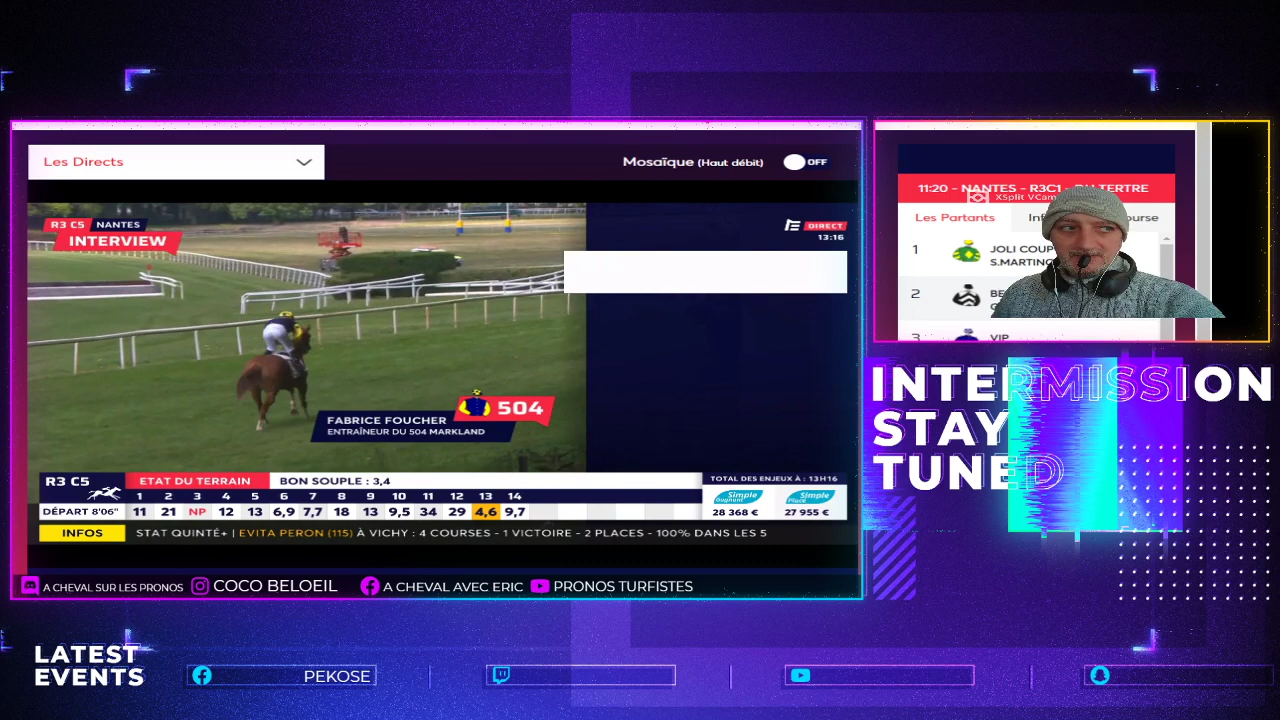 Les Directs
Mosaïque (Haut débit)
OFF
R3 C5 NANTES
INTERVIEW
DIRECT
13:16
FABRICE FOUCHER
ENTRAÎNEUR DU 504 MARKLAND
504
R3 C5
ETAT DU TERRAIN
BON SOUPLE : 3,4
TOTAL DES ENJEUX À : 13H16
1 2 3 4 5 6 7 8 9 10 11 12 13 14
Simple Gagnant
Simple Placé
DÉPART 8'06"
11 21 NP 12 13 6,9 7,7 18 13 9,5 34 29 4,6 9,7
28 368 €
27 955 €
INFOS
STAT QUINTÉ+ | EVITA PERON (115) À VICHY : 4 COURSES - 1 VICTOIRE - 2 PLACES - 100% DANS LES 5
A CHEVAL SUR LES PRONOS
COCO BELOEIL
A CHEVAL AVEC ERIC
PRONOS TURFISTES
11:20 - NANTES - R3C1 -
TERTRE
XSplit VCam
Les Partants
1
JOLI COUP
S.MARTINO
2
3
VIP
INTERMISSION
STAY
TUNED
LATEST
EVENTS
PEKOSE